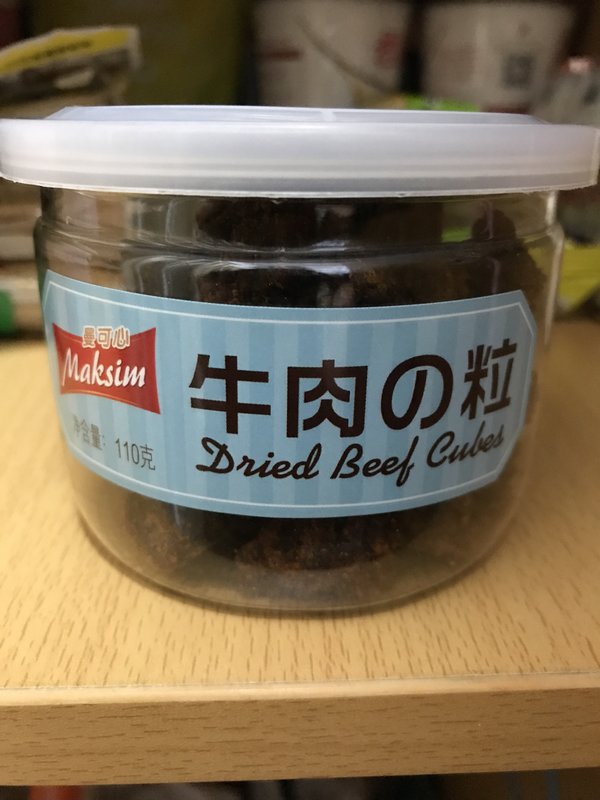 曼可心
Maksim
牛肉の粒
Dried Beef Cubes
净含量: 110克